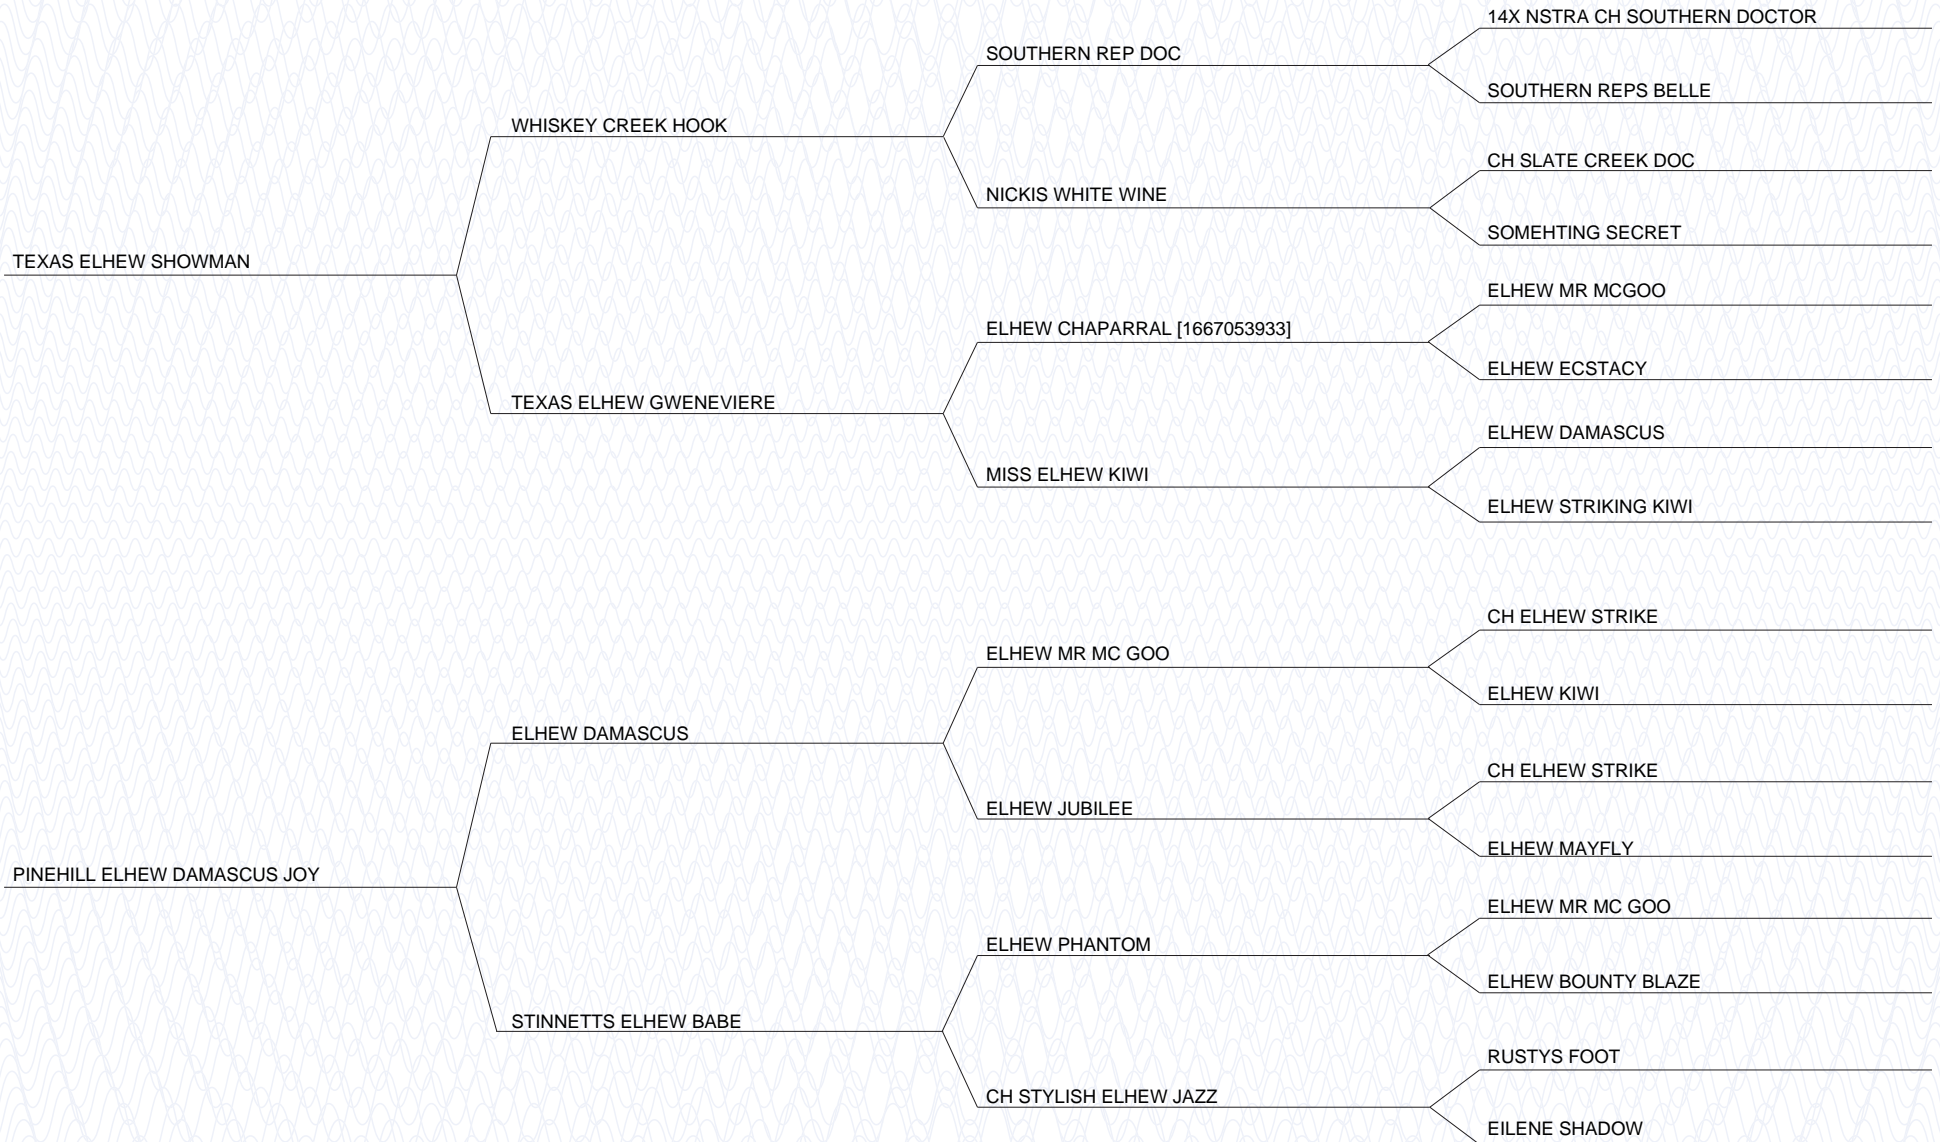 14X NSTRA CH SOUTHERN DOCTOR
SOUTHERN REP DOC
SOUTHERN REPS BELLE
WHISKEY CREEK HOOK
CH SLATE CREEK DOC
NICKIS WHITE WINE
SOMEHTING SECRET
TEXAS ELHEW SHOWMAN
ELHEW MR MCGOO
ELHEW CHAPARRAL [1667053933]
ELHEW ECSTACY
TEXAS ELHEW GWENEVIERE
ELHEW DAMASCUS
MISS ELHEW KIWI
ELHEW STRIKING KIWI
CH ELHEW STRIKE
ELHEW MR MC GOO
ELHEW KIWI
ELHEW DAMASCUS
CH ELHEW STRIKE
ELHEW JUBILEE
ELHEW MAYFLY
PINEHILL ELHEW DAMASCUS JOY
ELHEW MR MC GOO
ELHEW PHANTOM
ELHEW BOUNTY BLAZE
STINNETTS ELHEW BABE
RUSTYS FOOT
CH STYLISH ELHEW JAZZ
EILENE SHADOW